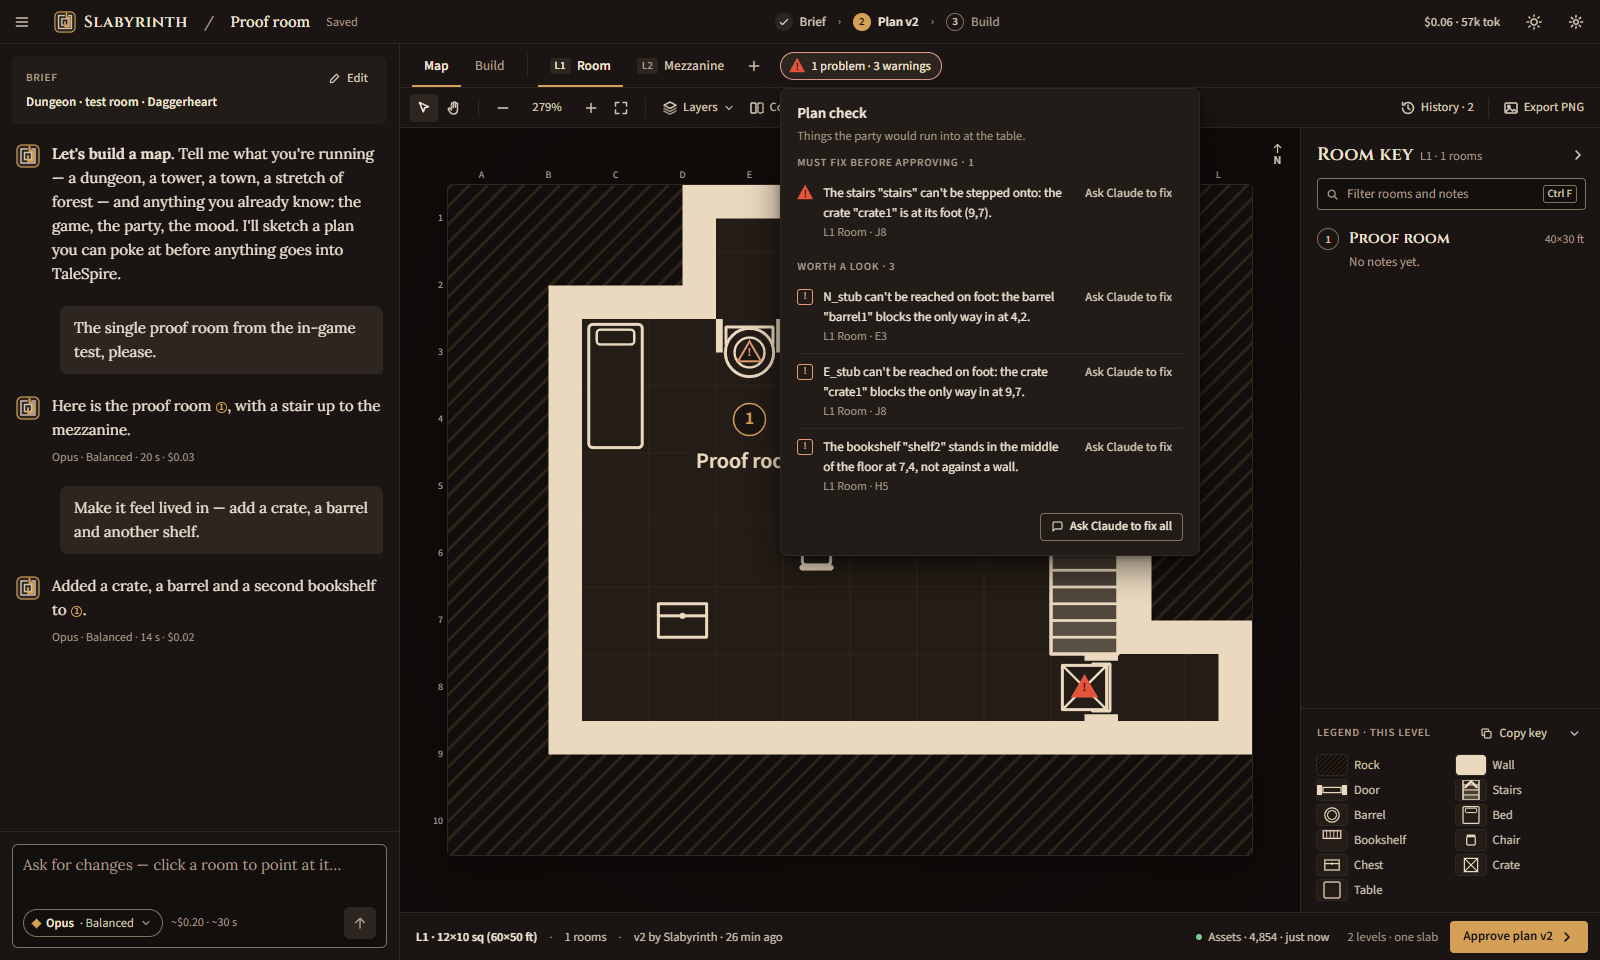 SLABYRINTH / Proof room Saved
Brief › 2 Plan v2 › 3 Build
$0.06 · 57k tok
BRIEF
Edit
Dungeon · test room · Daggerheart
Let's build a map. Tell me what you're running
— a dungeon, a tower, a town, a stretch of
forest — and anything you already know: the
game, the party, the mood. I'll sketch a plan
you can poke at before anything goes into
TaleSpire.
The single proof room from the in-game
test, please.
Here is the proof room ①, with a stair up to the
mezzanine.
Opus · Balanced · 20 s · $0.03
Make it feel lived in — add a crate, a barrel
and another shelf.
Added a crate, a barrel and a second bookshelf
to ①.
Opus · Balanced · 14 s · $0.02
Ask for changes — click a room to point at it...
Opus · Balanced
~$0.20 · ~30 s
Map Build L1 Room L2 Mezzanine + 1 problem · 3 warnings
279%
Layers
Co
History · 2
Export PNG
A B C D E L
N
1
2
3
4
5
6
7
8
9
10
1
Proof roo
Plan check
Things the party would run into at the table.
MUST FIX BEFORE APPROVING · 1
The stairs "stairs" can't be stepped onto: the
crate "crate1" is at its foot (9,7).
L1 Room · J8
Ask Claude to fix
WORTH A LOOK · 3
N_stub can't be reached on foot: the barrel
"barrel1" blocks the only way in at 4,2.
L1 Room · E3
Ask Claude to fix
E_stub can't be reached on foot: the crate
"crate1" blocks the only way in at 9,7.
L1 Room · J8
Ask Claude to fix
The bookshelf "shelf2" stands in the middle
of the floor at 7,4, not against a wall.
L1 Room · H5
Ask Claude to fix
Ask Claude to fix all
ROOM KEY L1 · 1 rooms
Filter rooms and notes
Ctrl F
1 PROOF ROOM 40×30 ft
No notes yet.
LEGEND · THIS LEVEL
Copy key
Rock
Wall
Door
Stairs
Barrel
Bed
Bookshelf
Chair
Chest
Crate
Table
L1 · 12×10 sq (60×50 ft) · 1 rooms · v2 by Slabyrinth · 26 min ago
Assets · 4,854 · just now
2 levels · one slab
Approve plan v2